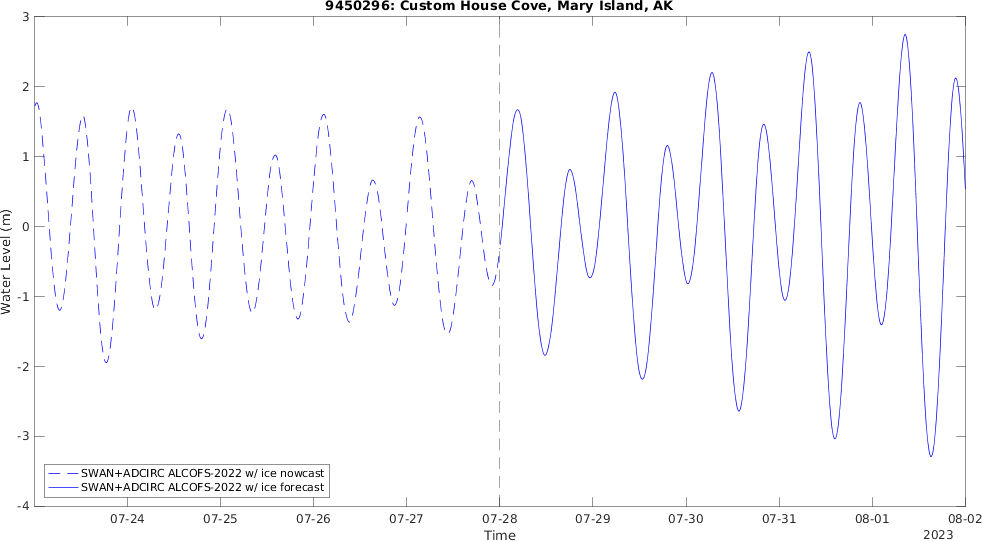 9450296: Custom House Cove, Mary Island, AK
3
2
1
0
-1
-2
-3
-4
Water Level (m)
SWAN+ADCIRC ALCOFS-2022 w/ ice nowcast
SWAN+ADCIRC ALCOFS-2022 w/ ice forecast
07-24 07-25 07-26 07-27 07-28 07-29 07-30 07-31 08-01 08-02
Time
2023